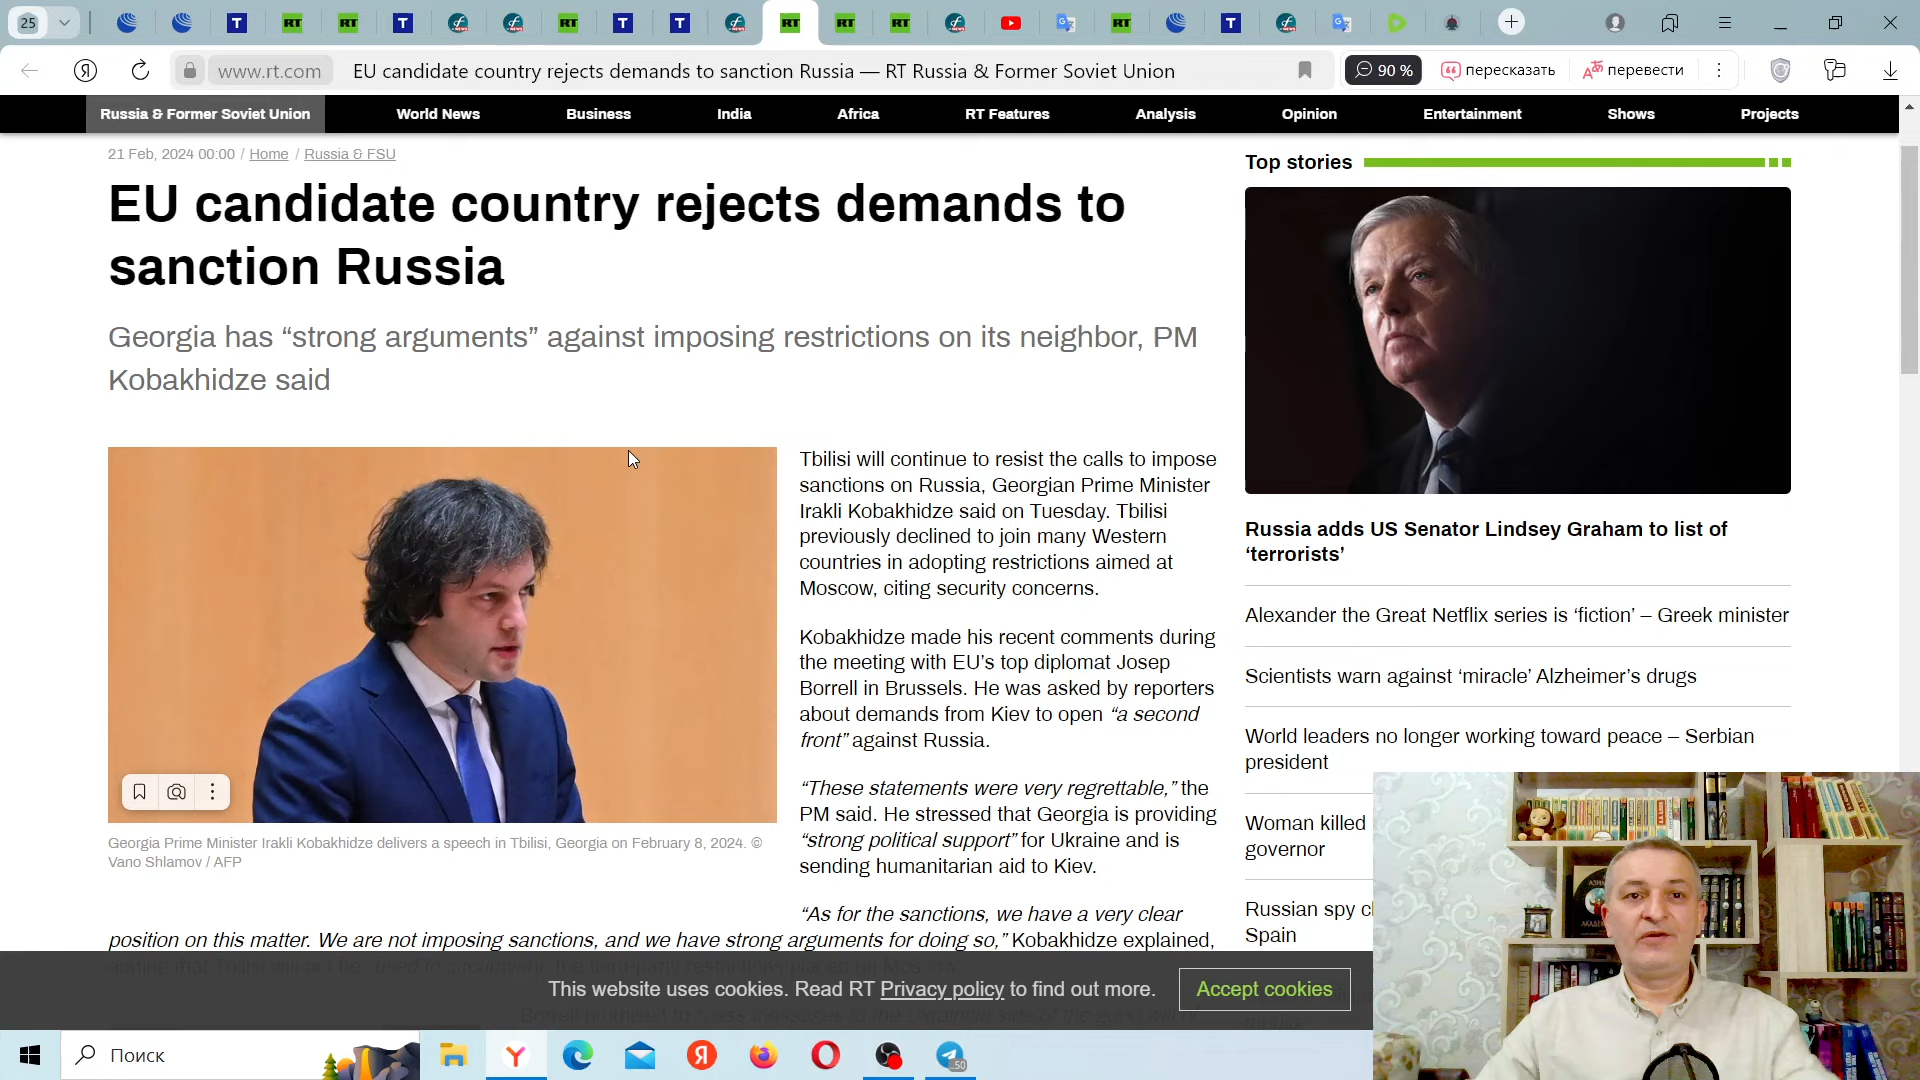 25
www.rt.com
EU candidate country rejects demands to sanction Russia — RT Russia & Former Soviet Union
90 %
пересказать
перевести
Russia & Former Soviet Union
World News
Business
India
Africa
RT Features
Analysis
Opinion
Entertainment
Shows
Projects
21 Feb, 2024 00:00 / Home / Russia & FSU
EU candidate country rejects demands to
sanction Russia
Georgia has “strong arguments” against imposing restrictions on its neighbor, PM
Kobakhidze said
Georgia Prime Minister Irakli Kobakhidze delivers a speech in Tbilisi, Georgia on February 8, 2024. ©
Vano Shlamov / AFP
Tbilisi will continue to resist the calls to impose
sanctions on Russia, Georgian Prime Minister
Irakli Kobakhidze said on Tuesday. Tbilisi
previously declined to join many Western
countries in adopting restrictions aimed at
Moscow, citing security concerns.
Kobakhidze made his recent comments during
the meeting with EU’s top diplomat Josep
Borrell in Brussels. He was asked by reporters
about demands from Kiev to open “a second
front” against Russia.
“These statements were very regrettable,” the
PM said. He stressed that Georgia is providing
“strong political support” for Ukraine and is
sending humanitarian aid to Kiev.
“As for the sanctions, we have a very clear
position on this matter. We are not imposing sanctions, and we have strong arguments for doing so,” Kobakhidze explained,
Top stories
Russia adds US Senator Lindsey Graham to list of
‘terrorists’
Alexander the Great Netflix series is ‘fiction’ – Greek minister
Scientists warn against ‘miracle’ Alzheimer’s drugs
World leaders no longer working toward peace – Serbian
president
Woman killed
governor
Russian spy
Spain
This website uses cookies. Read RT Privacy policy to find out more.
Accept cookies
Поиск
50